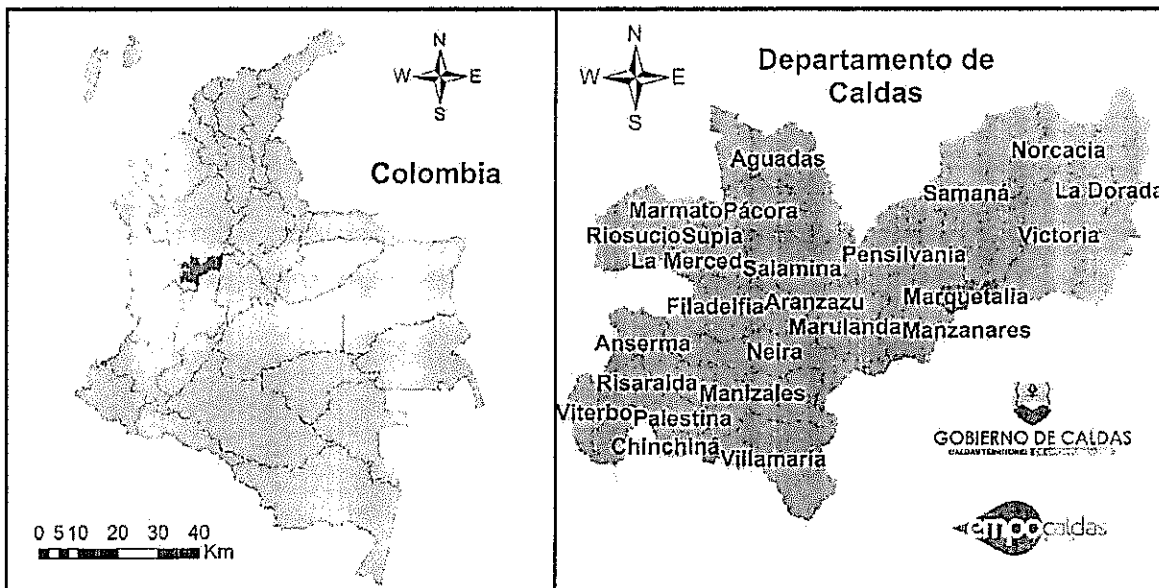 N
W E
S
Colombia
0 5 10 20 30 40
Km
N
W E
S
Departamento de
Caldas
Aguadas
Norcacia
Samaná
La Dorada
Marmato
Pácora
Riosucio
Supia
Victoria
La Merced
Salamina
Pensilvania
Filadelfia
Aranzazu
Marquetalia
Marulanda
Manzanares
Anserma
Neira
Risaralda
Manizales
Viterbo
Palestina
Chinchiná
Villamaria
GOBIERNO DE CALDAS
empocaldas